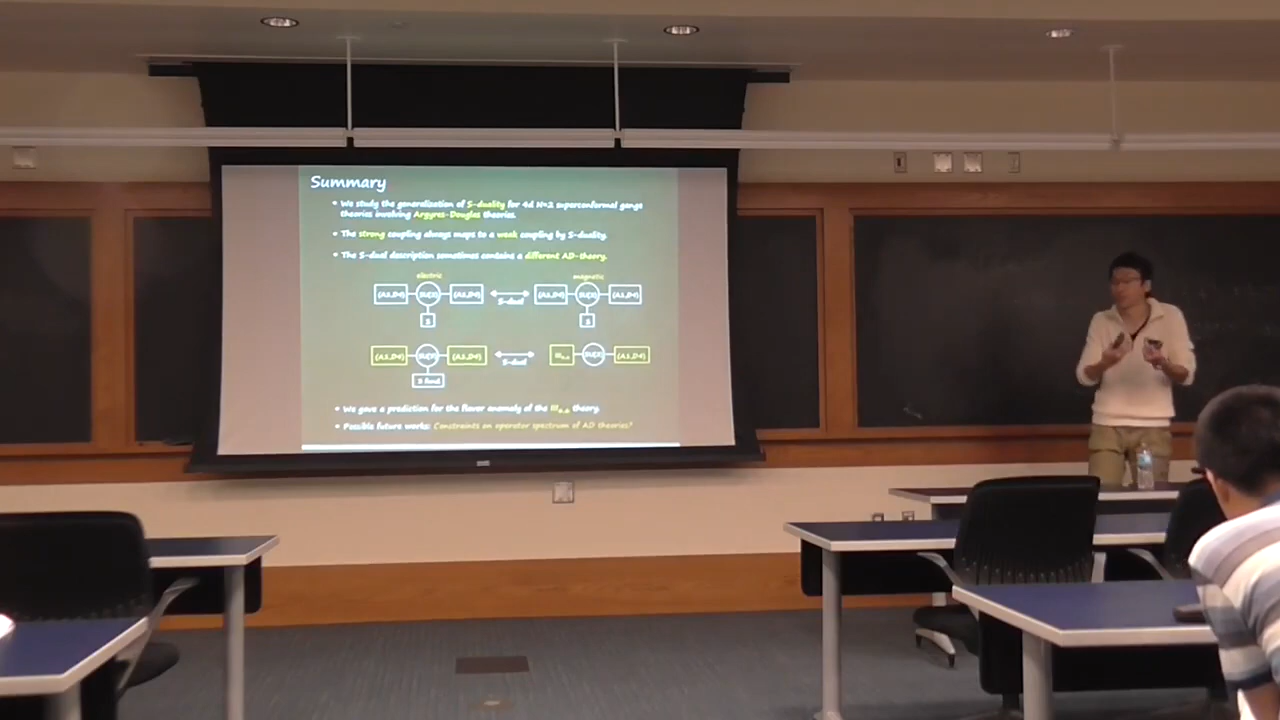 Summary
• We study the generalization of S-duality for 4d N=2 superconformal gauge
theories involving Argyres-Douglas theories.
• The strong coupling always maps to a weak coupling by S-duality.
• The S-dual description sometimes contains a different AD-theory.
electric magnetic
S-dual
S-dual
• We gave a prediction for the flavor anomaly of the theory.
• Possible future works: Constraints on operator spectrum of AD theories?